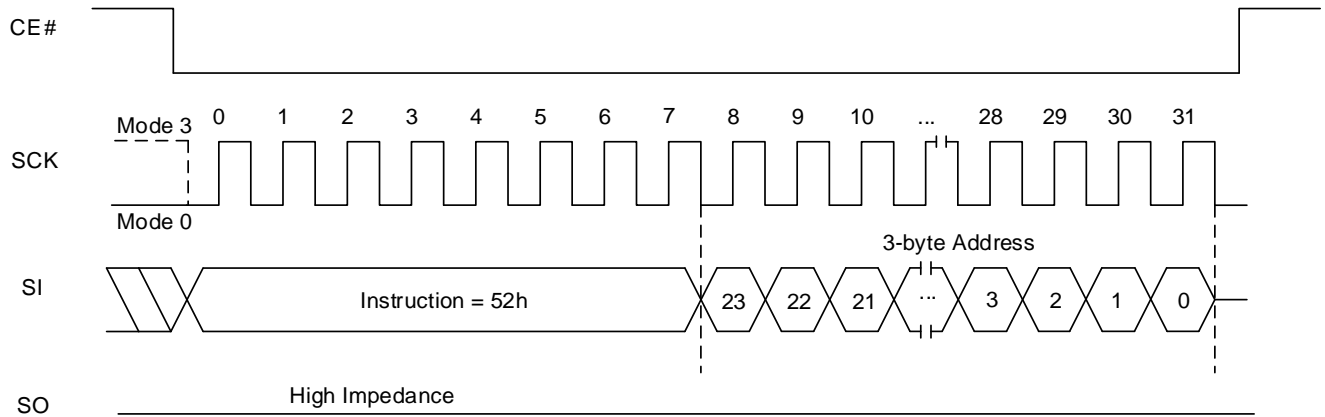 CE#
0 1 2 3 4 5 6 7 8 9 10 ... 28 29 30 31
Mode 3
SCK
Mode 0
3-byte Address
SI
Instruction = 52h 23 22 21 ... 3 2 1 0
High Impedance
SO